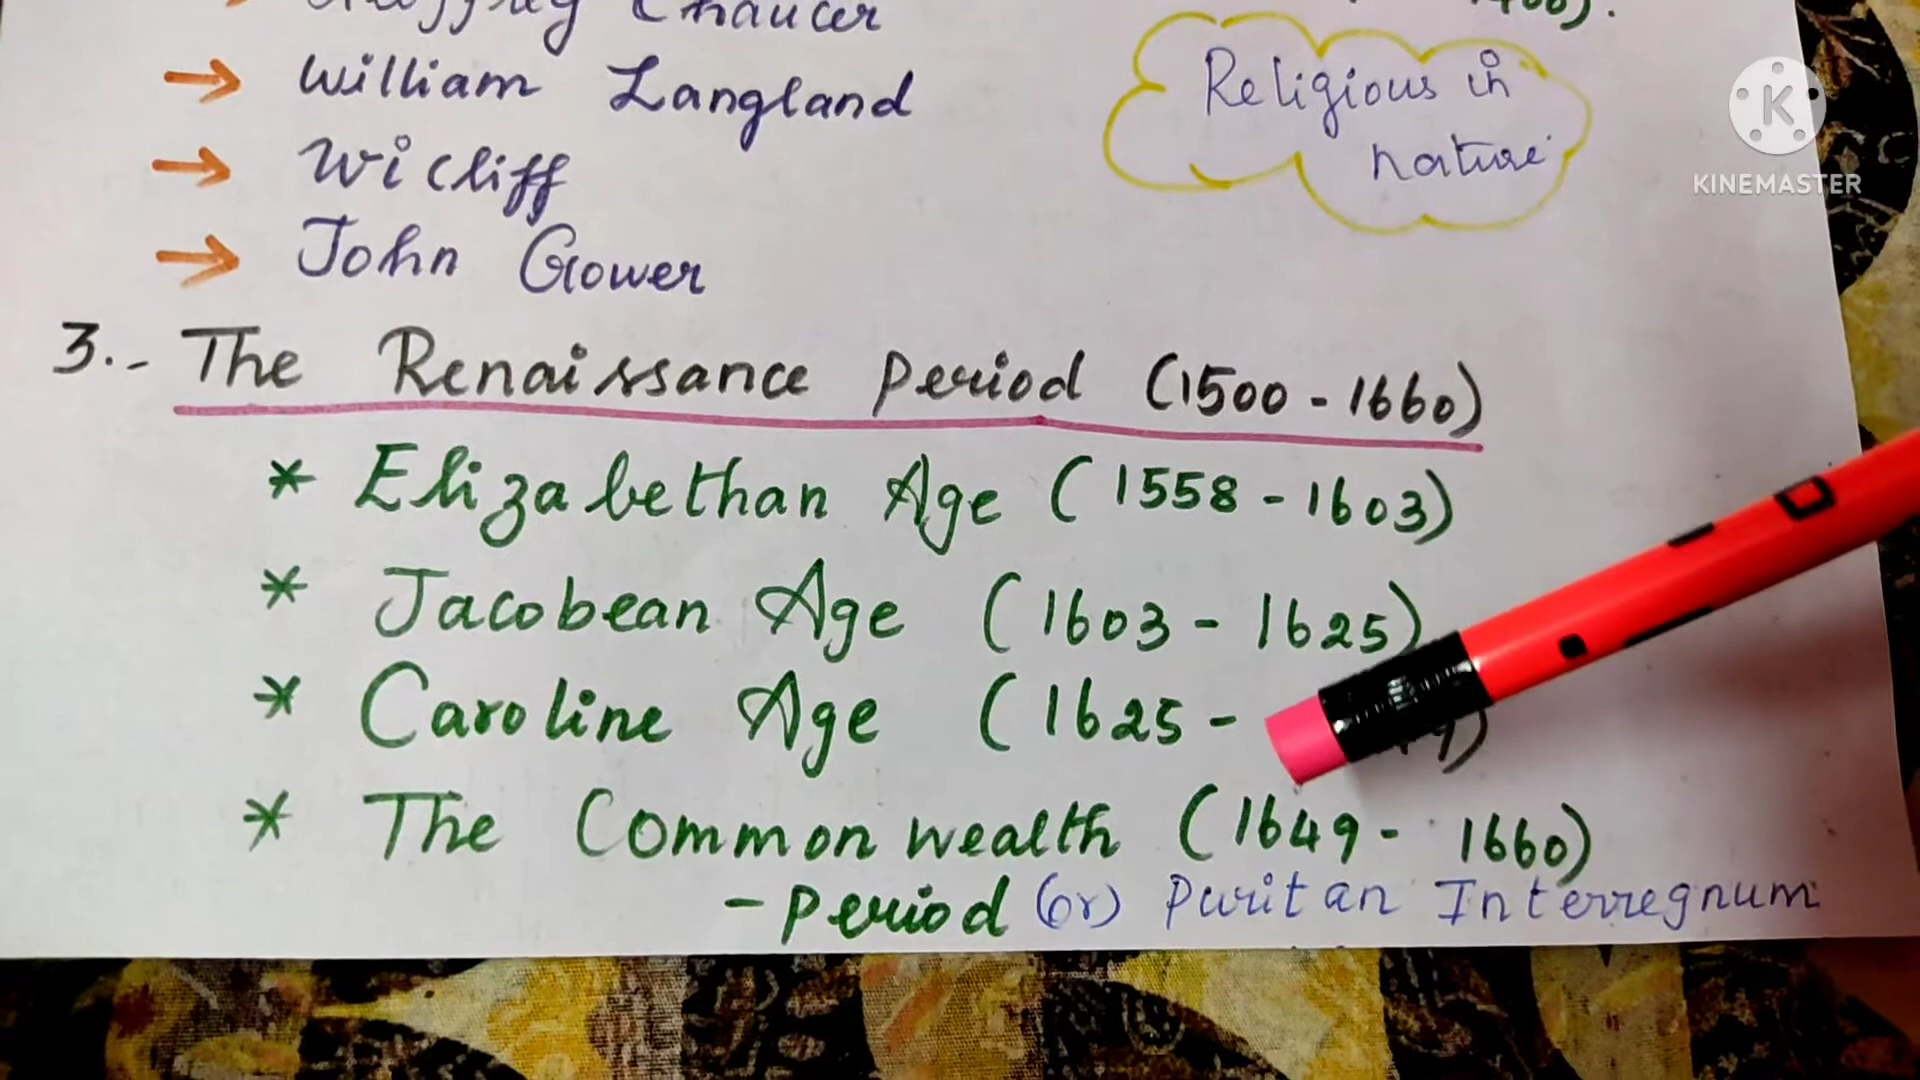 Chaucer
William Langland
Wicliff
John Gower
Religious in
nature
KINEMASTER
3.- The Renaissance Period (1500 - 1660)
* Elizabethan Age (1558 - 1603)
* Jacobean Age (1603 - 1625)
* Caroline Age (1625 -
* The Commonwealth (1649 - 1660)
- Period (or) Puritan Interregnum